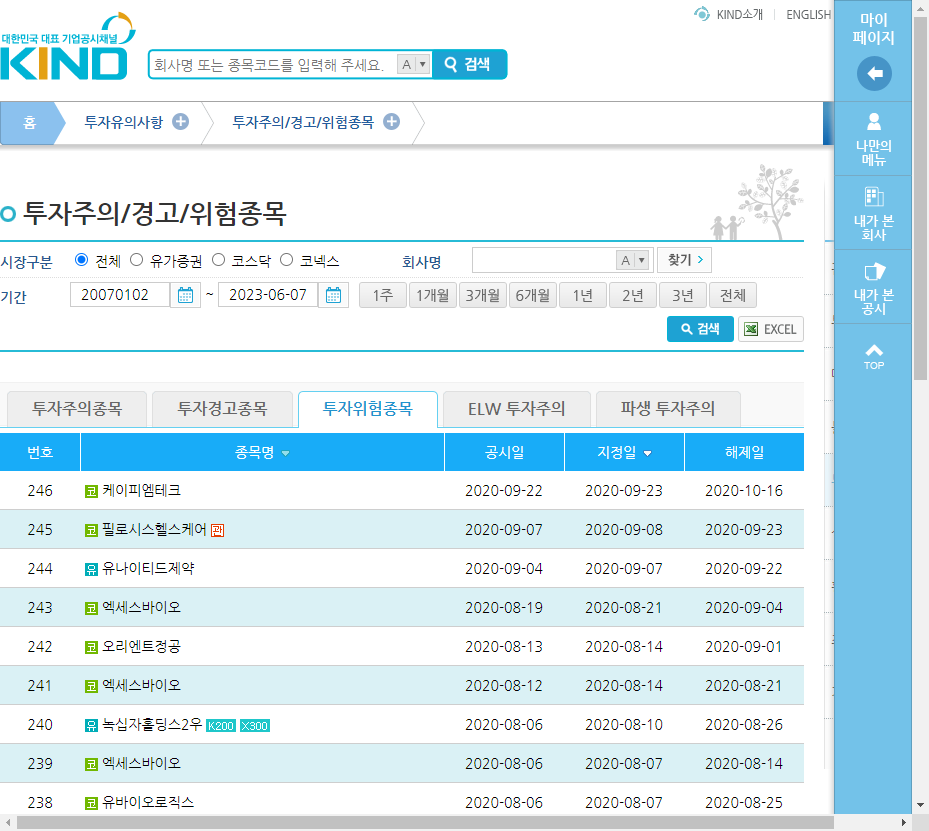 KIND소개 ENGLISH
대한민국 대표 기업공시채널
KIND
회사명 또는 종목코드를 입력해 주세요. A 검색
홈 투자유의사항 투자주의/경고/위험종목
마이
페이지
나만의
메뉴
내가 본
회사
내가 본
공시
TOP
투자주의/경고/위험종목
시장구분 전체 유가증권 코스닥 코넥스 회사명 A 찾기
기간 20070102 ~ 2023-06-07 1주 1개월 3개월 6개월 1년 2년 3년 전체
검색 EXCEL
투자주의종목 투자경고종목 투자위험종목 ELW 투자주의 파생 투자주의
번호 종목명 공시일 지정일 해제일
246 코 케이피엠테크 2020-09-22 2020-09-23 2020-10-16
245 코 필로시스헬스케어 관 2020-09-07 2020-09-08 2020-09-23
244 유 유나이티드제약 2020-09-04 2020-09-07 2020-09-22
243 코 엑세스바이오 2020-08-19 2020-08-21 2020-09-04
242 코 오리엔트정공 2020-08-13 2020-08-14 2020-09-01
241 코 엑세스바이오 2020-08-12 2020-08-14 2020-08-21
240 유 녹십자홀딩스2우 K200 X300 2020-08-06 2020-08-10 2020-08-26
239 코 엑세스바이오 2020-08-06 2020-08-07 2020-08-14
238 코 유바이오로직스 2020-08-06 2020-08-07 2020-08-25